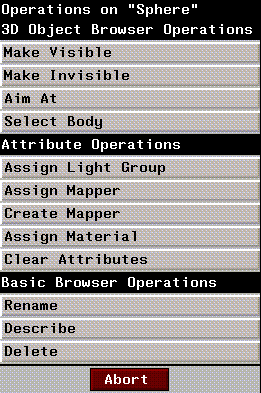 Operations on "Sphere"
3D Object Browser Operations
Make Visible
Make Invisible
Aim At
Select Body
Attribute Operations
Assign Light Group
Assign Mapper
Create Mapper
Assign Material
Clear Attributes
Basic Browser Operations
Rename
Describe
Delete
Abort